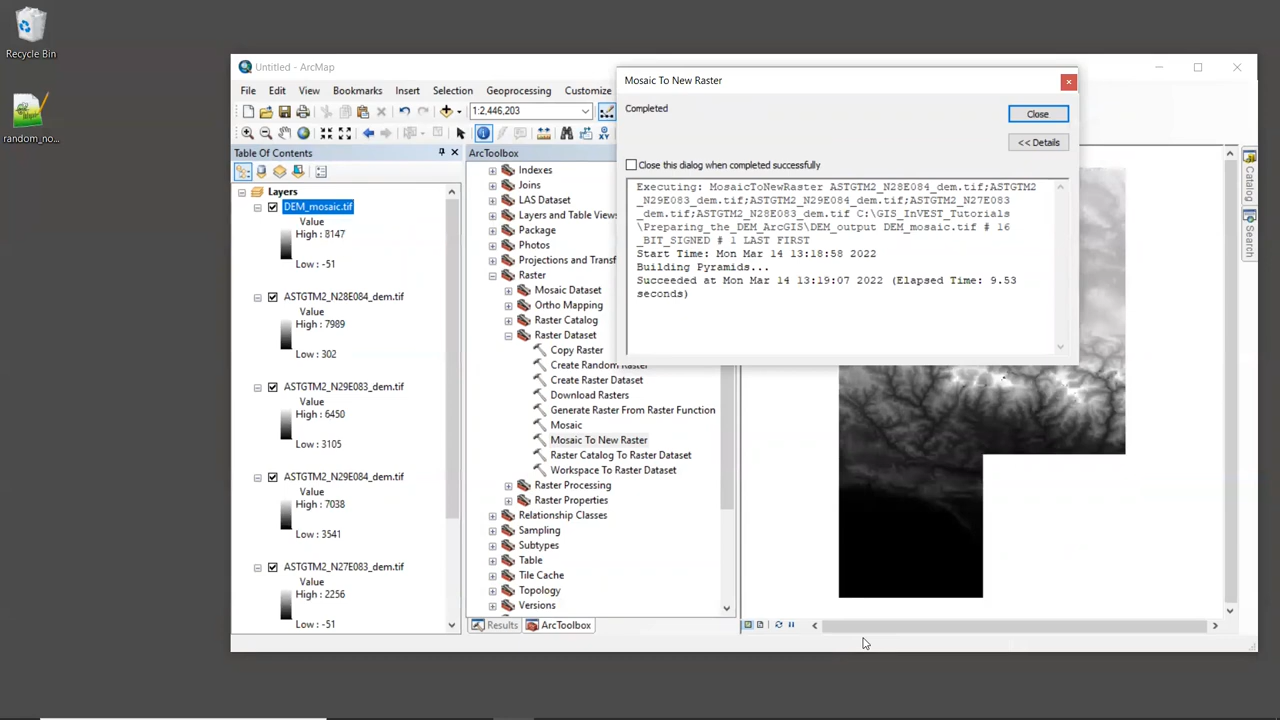 Recycle Bin
random_no...
Untitled - ArcMap
File Edit View Bookmarks Insert Selection Geoprocessing Customize
1:2,446,203
Table Of Contents
Layers
DEM_mosaic.tif
Value
High : 8147
Low : -51
ASTGTM2_N28E084_dem.tif
Value
High : 7989
Low : 302
ASTGTM2_N29E083_dem.tif
Value
High : 6450
Low : 3105
ASTGTM2_N29E084_dem.tif
Value
High : 7038
Low : 3541
ASTGTM2_N27E083_dem.tif
Value
High : 2256
Low : -51
ArcToolbox
Indexes
Joins
LAS Dataset
Layers and Table Views
Package
Photos
Projections and Transf
Raster
Mosaic Dataset
Ortho Mapping
Raster Catalog
Raster Dataset
Copy Raster
Create Random Raster
Create Raster Dataset
Download Rasters
Generate Raster From Raster Function
Mosaic
Mosaic To New Raster
Raster Catalog To Raster Dataset
Workspace To Raster Dataset
Raster Processing
Raster Properties
Relationship Classes
Sampling
Subtypes
Table
Tile Cache
Topology
Versions
Results ArcToolbox
Mosaic To New Raster
Completed
Close
<< Details
Close this dialog when completed successfully
Executing: MosaicToNewRaster ASTGTM2_N28E084_dem.tif;ASTGTM2
_N29E083_dem.tif;ASTGTM2_N29E084_dem.tif;ASTGTM2_N27E083
_dem.tif;ASTGTM2_N28E083_dem.tif C:\GIS_InVEST_Tutorials
\Preparing_the_DEM_ArcGIS\DEM_output DEM_mosaic.tif # 16
_BIT_SIGNED # 1 LAST FIRST
Start Time: Mon Mar 14 13:18:58 2022
Building Pyramids...
Succeeded at Mon Mar 14 13:19:07 2022 (Elapsed Time: 9.53
seconds)
Catalog
Search